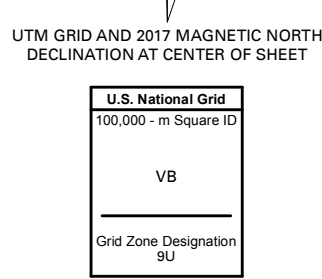 UTM GRID AND 2017 MAGNETIC NORTH
DECLINATION AT CENTER OF SHEET
U.S. National Grid
100,000 - m Square ID
VB
Grid Zone Designation
9U